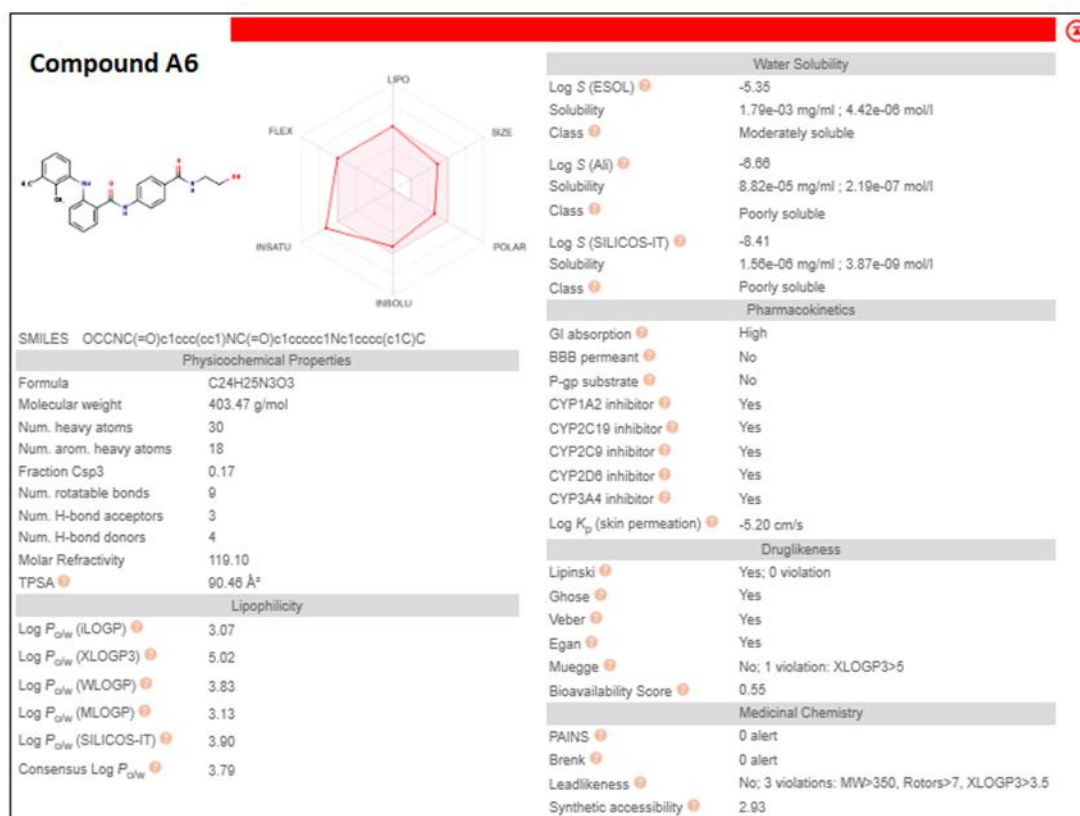 Compound A6
LIPO
FLEX
SIZE
INSATU
POLAR
INSOLU
SMILES OCCNC(=O)c1ccc(cc1)NC(=O)c1ccccc1Nc1cccc(c1C)C
Physicochemical Properties
Formula C24H25N3O3
Molecular weight 403.47 g/mol
Num. heavy atoms 30
Num. arom. heavy atoms 18
Fraction Csp3 0.17
Num. rotatable bonds 9
Num. H-bond acceptors 3
Num. H-bond donors 4
Molar Refractivity 119.10
TPSA 90.46 Å²
Lipophilicity
Log Po/w (iLOGP) 3.07
Log Po/w (XLOGP3) 5.02
Log Po/w (WLOGP) 3.83
Log Po/w (MLOGP) 3.13
Log Po/w (SILICOS-IT) 3.90
Consensus Log Po/w 3.79
Water Solubility
Log S (ESOL) -5.35
Solubility 1.79e-03 mg/ml ; 4.42e-06 mol/l
Class Moderately soluble
Log S (Ali) -6.66
Solubility 8.82e-05 mg/ml ; 2.19e-07 mol/l
Class Poorly soluble
Log S (SILICOS-IT) -8.41
Solubility 1.56e-06 mg/ml ; 3.87e-09 mol/l
Class Poorly soluble
Pharmacokinetics
GI absorption High
BBB permeant No
P-gp substrate No
CYP1A2 inhibitor Yes
CYP2C19 inhibitor Yes
CYP2C9 inhibitor Yes
CYP2D6 inhibitor Yes
CYP3A4 inhibitor Yes
Log Kp (skin permeation) -5.20 cm/s
Druglikeness
Lipinski Yes; 0 violation
Ghose Yes
Veber Yes
Egan Yes
Muegge No; 1 violation: XLOGP3>5
Bioavailability Score 0.55
Medicinal Chemistry
PAINS 0 alert
Brenk 0 alert
Leadlikeness No; 3 violations: MW>350, Rotors>7, XLOGP3>3.5
Synthetic accessibility 2.93